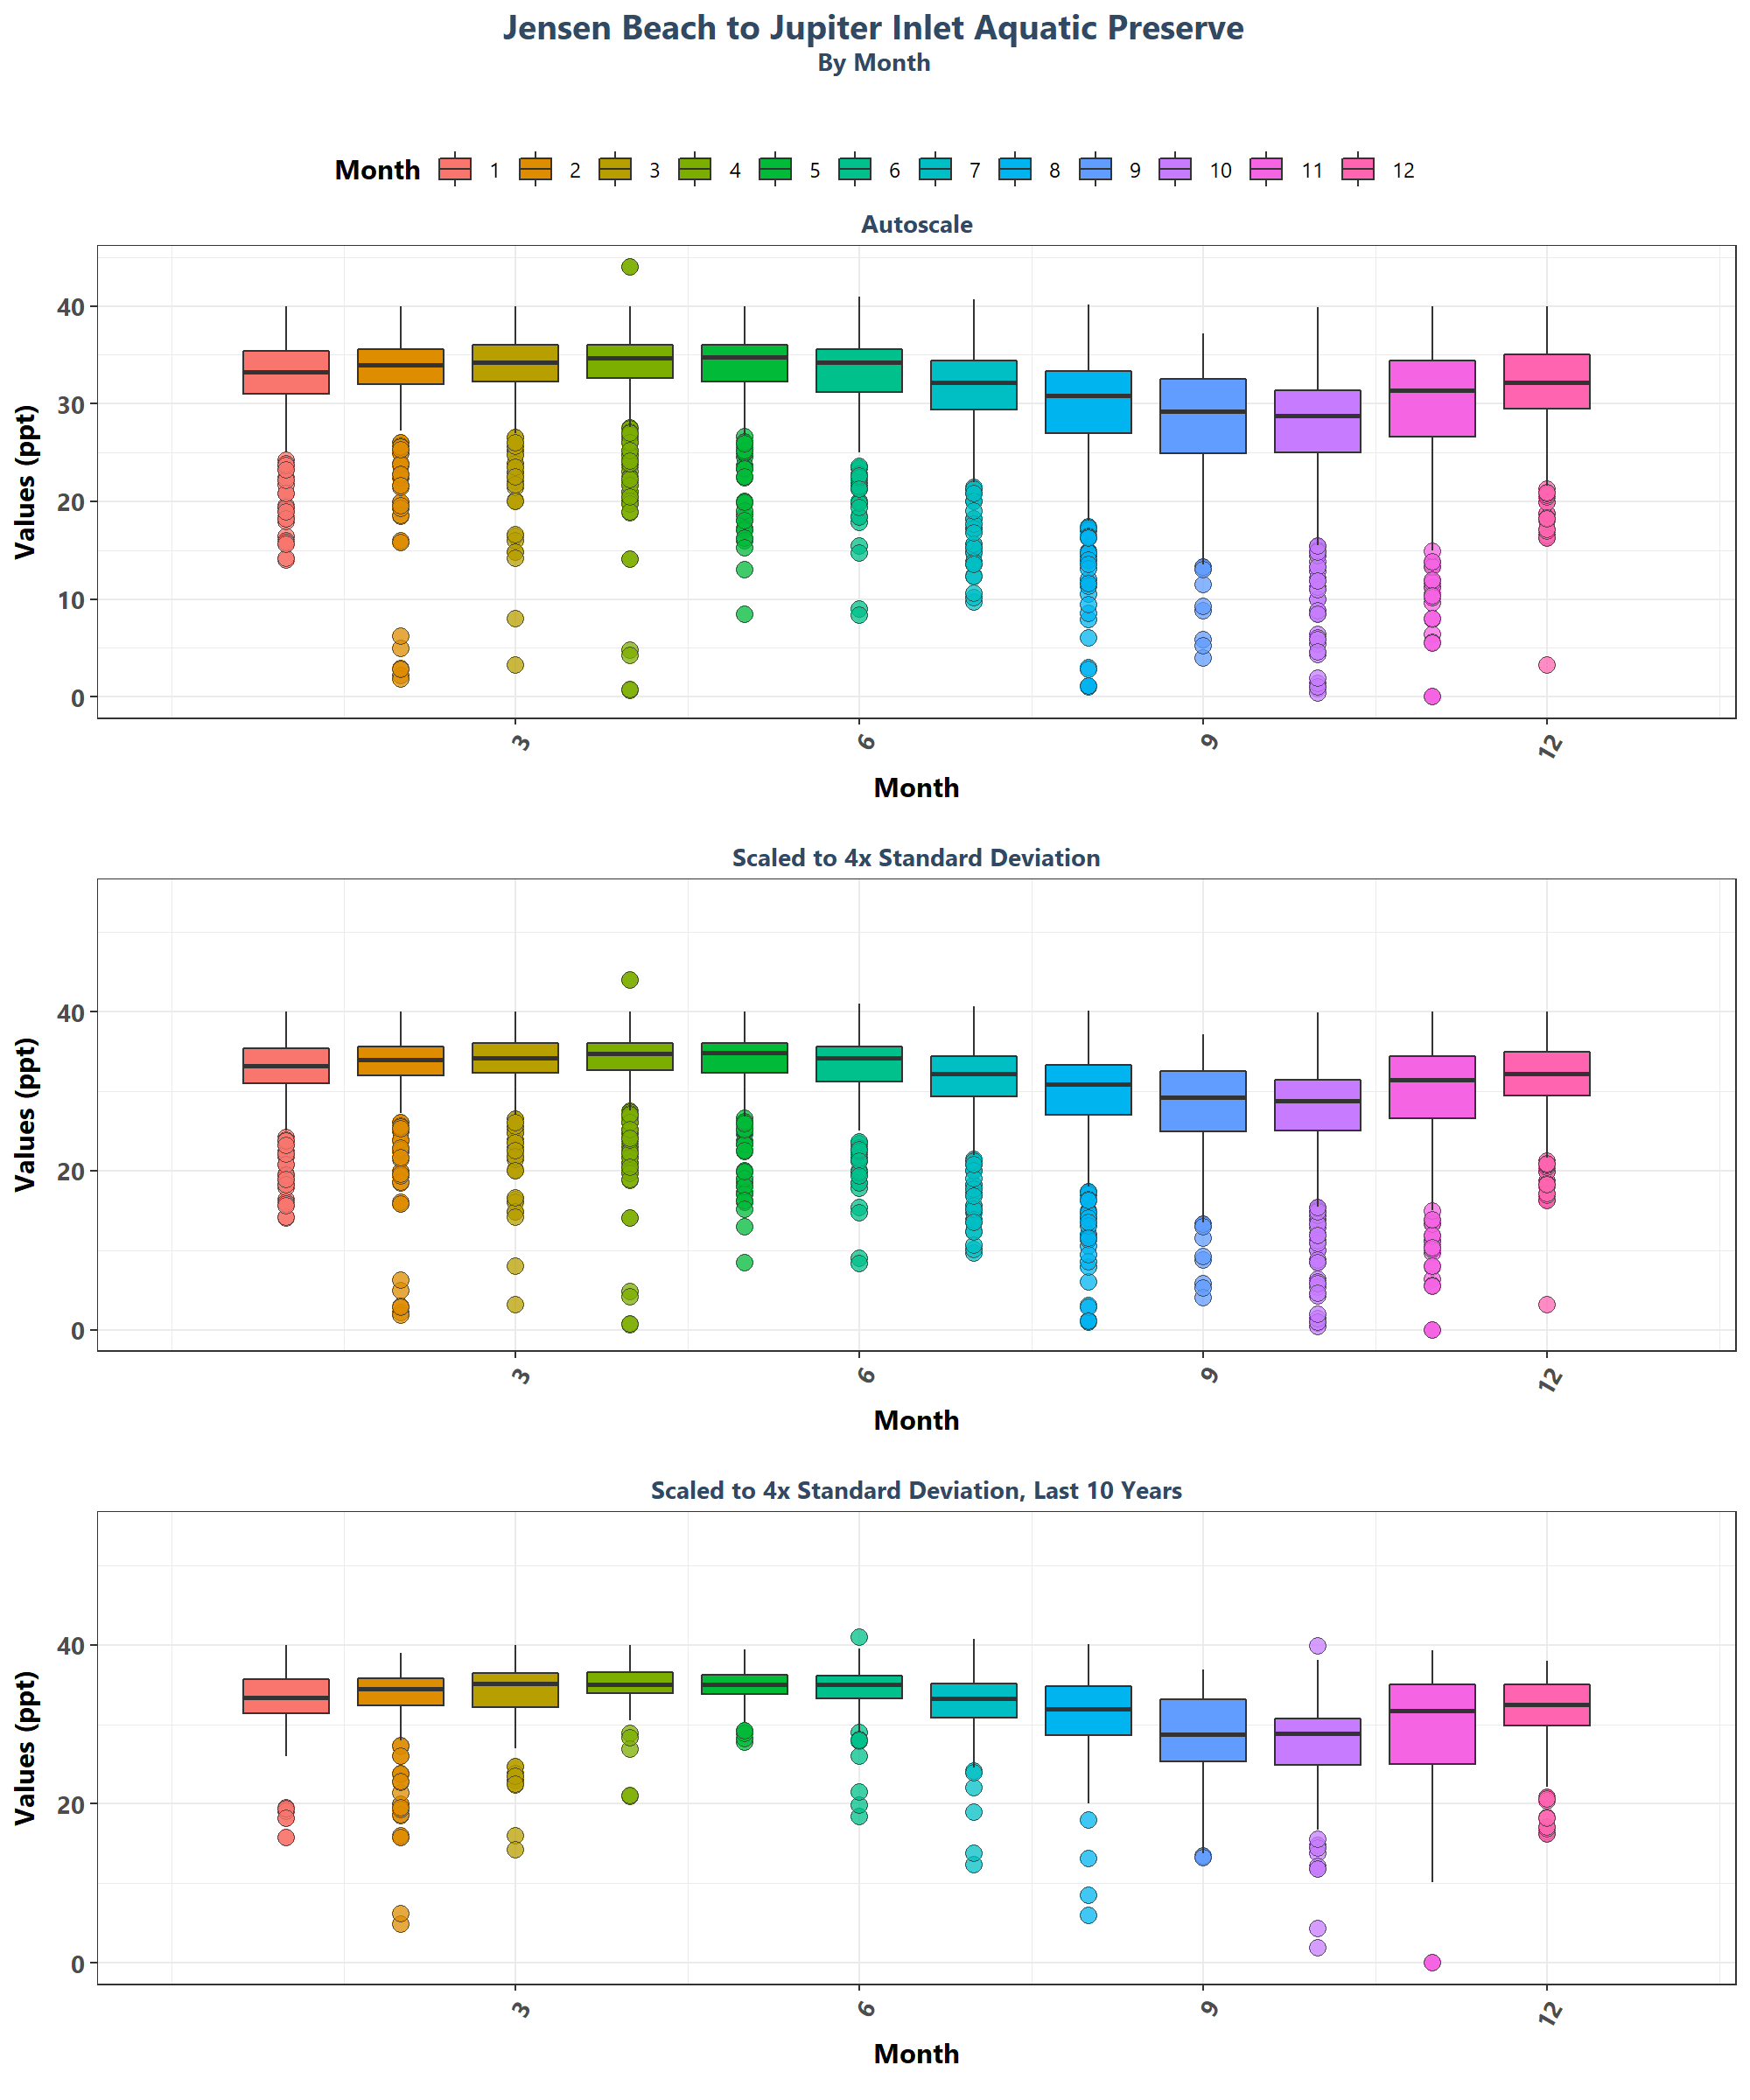 Jensen Beach to Jupiter Inlet Aquatic Preserve
By Month
Month 1 2 3 4 5 6 7 8 9 10 11 12
Autoscale
Values (ppt)
40
30
20
10
0
3 6 9 12
Month
Scaled to 4x Standard Deviation
Values (ppt)
40
20
0
3 6 9 12
Month
Scaled to 4x Standard Deviation, Last 10 Years
Values (ppt)
40
20
0
3 6 9 12
Month